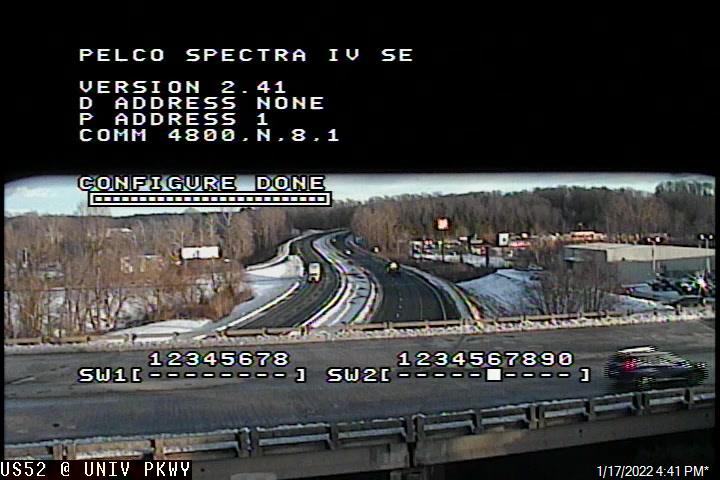 PELCO SPECTRA IV SE
VERSION 2.41
D ADDRESS NONE
P ADDRESS 1
COMM 4800,N,8,1
CONFIGURE DONE
12345678 1234567890
SW1[--------] SW2[-----■----]
US52 @ UNIV PKWY
1/17/2022 4:41 PM*